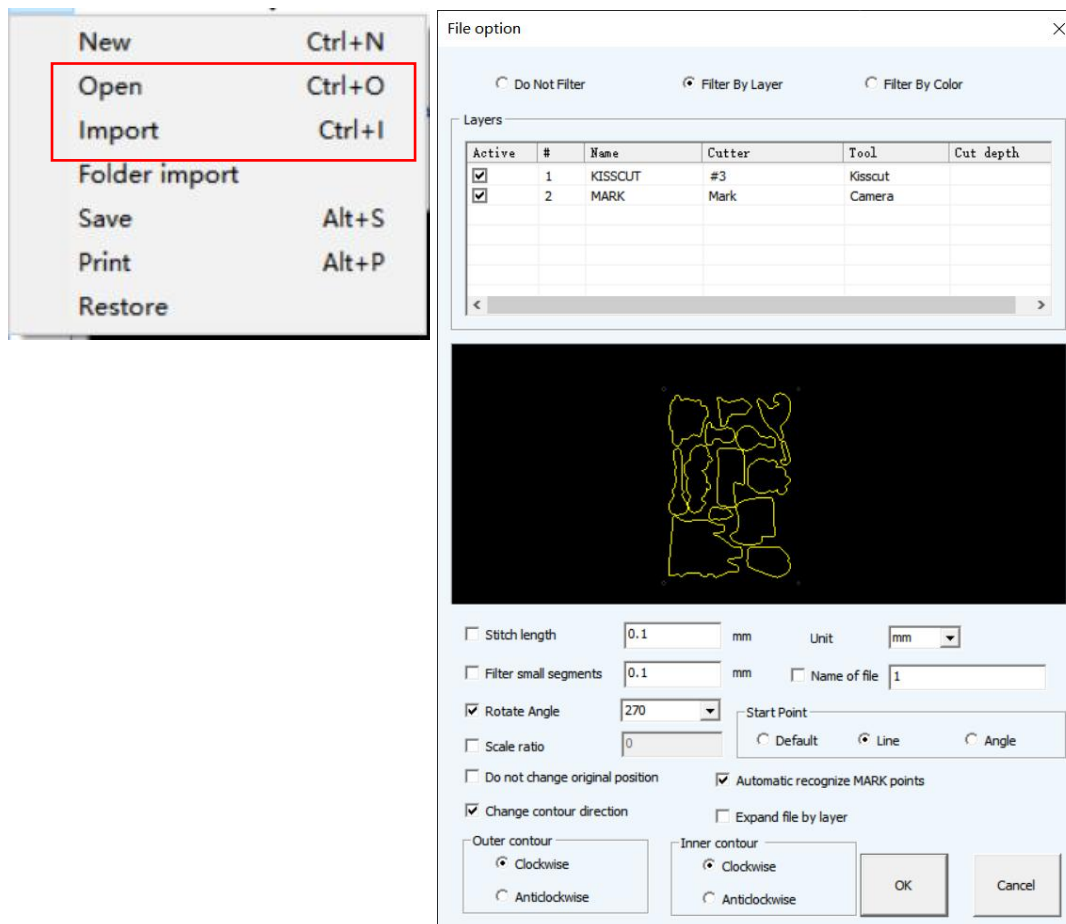 New Ctrl+N
Open Ctrl+O
Import Ctrl+I
Folder import
Save Alt+S
Print Alt+P
Restore
File option
Do Not Filter Filter By Layer Filter By Color
Layers
Active # Name Cutter Tool Cut depth
1 KISSCUT #3 Kisscut
2 MARK Mark Camera
Stitch length 0.1 mm Unit mm
Filter small segments 0.1 mm Name of file 1
Rotate Angle 270 Start Point
Scale ratio 0 Default Line Angle
Do not change original position Automatic recognize MARK points
Change contour direction Expand file by layer
Outer contour Inner contour
Clockwise Clockwise
Anticlockwise Anticlockwise
OK Cancel